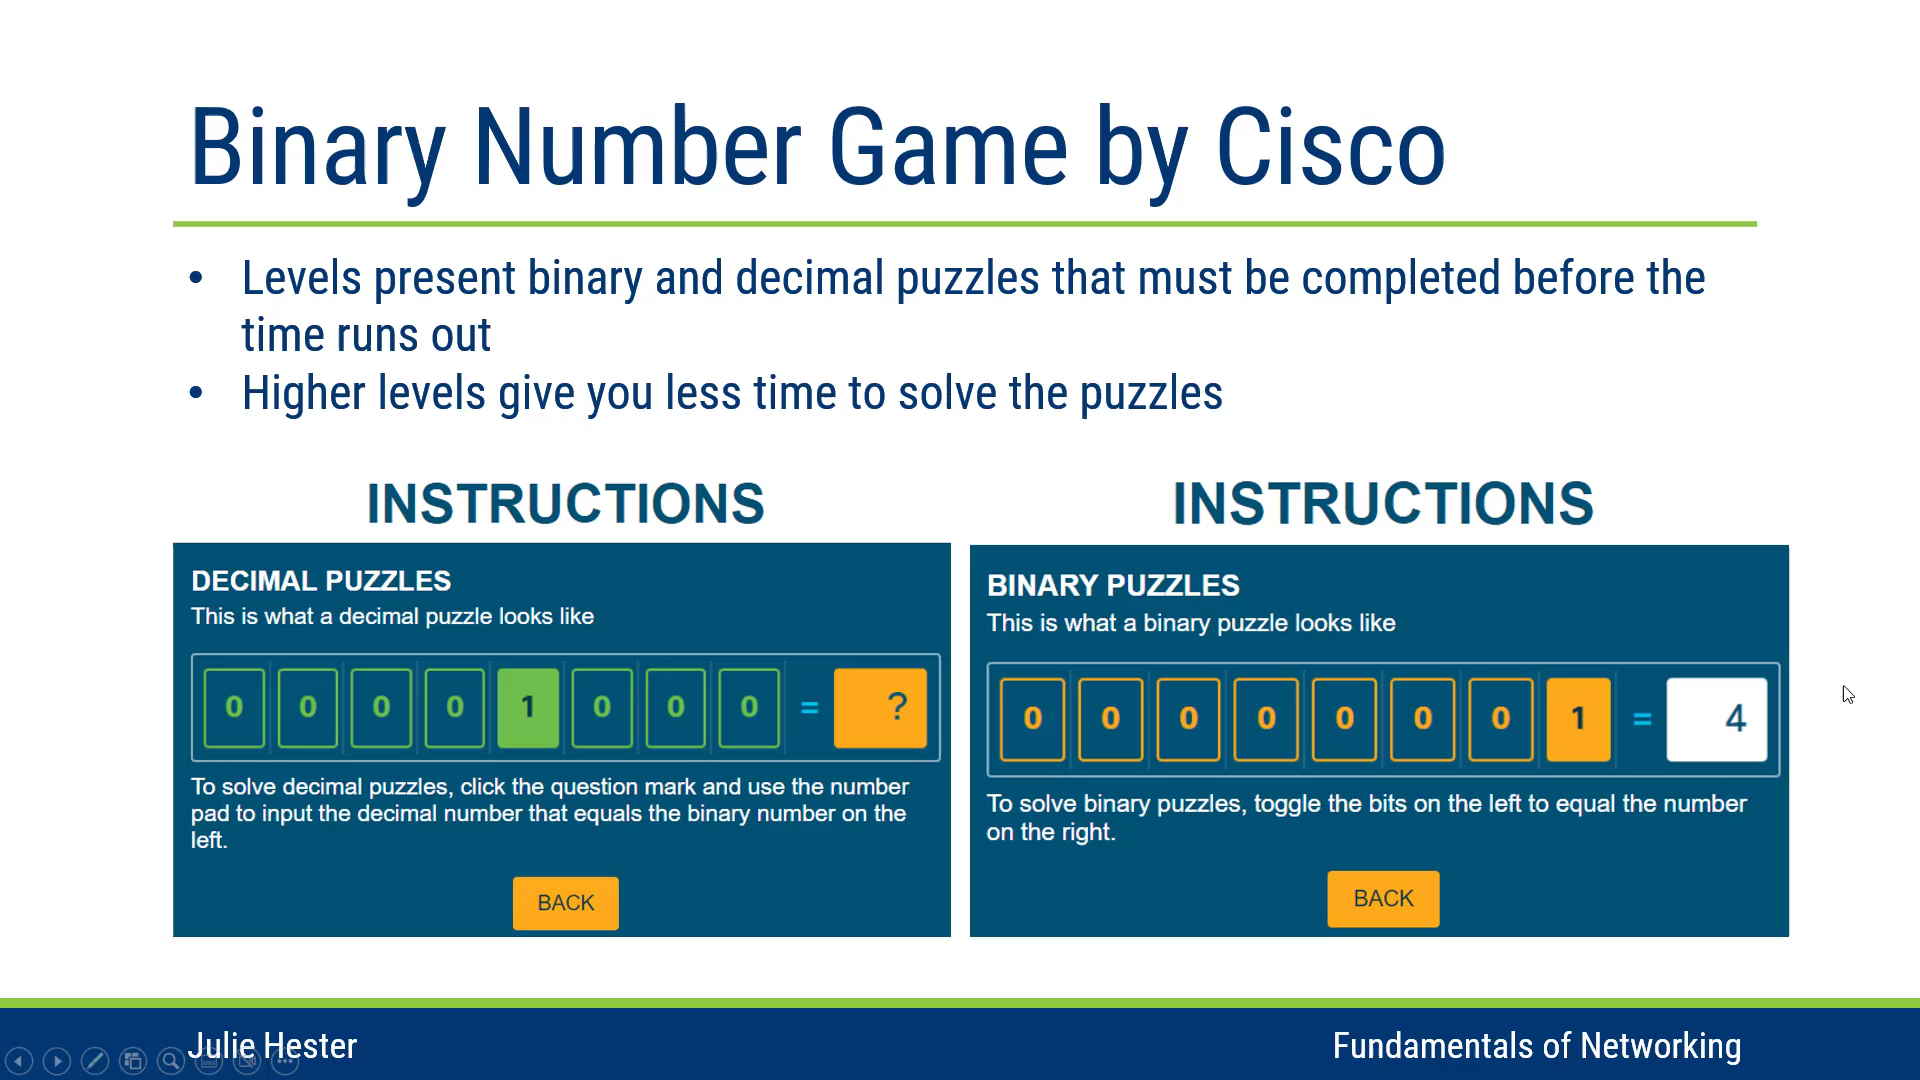 Binary Number Game by Cisco
• Levels present binary and decimal puzzles that must be completed before the
time runs out
• Higher levels give you less time to solve the puzzles
INSTRUCTIONS
DECIMAL PUZZLES
This is what a decimal puzzle looks like
0 0 0 0 1 0 0 0 = ?
To solve decimal puzzles, click the question mark and use the number
pad to input the decimal number that equals the binary number on the
left.
BACK
INSTRUCTIONS
BINARY PUZZLES
This is what a binary puzzle looks like
0 0 0 0 0 0 0 1 = 4
To solve binary puzzles, toggle the bits on the left to equal the number
on the right.
BACK
Julie Hester
Fundamentals of Networking